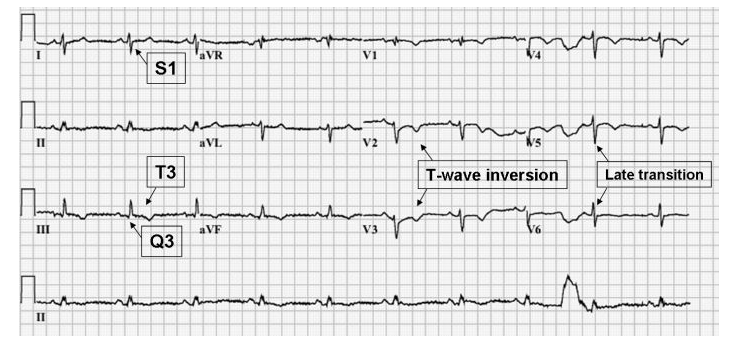 I
aVR
V1
V4
S1
II
aVL
V2
V5
T3
T-wave inversion
Late transition
III
aVF
V3
V6
Q3
II